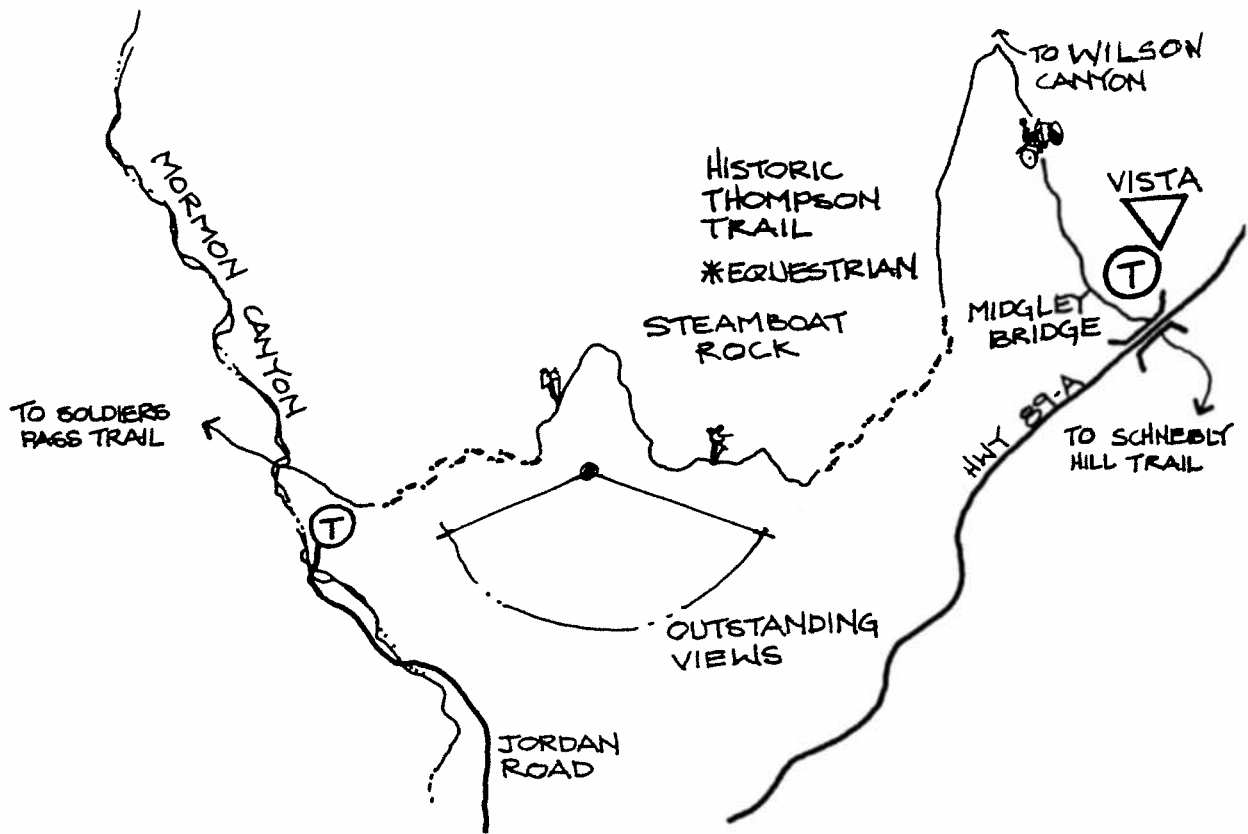 TO WILSON
CANYON
MORMON CANYON
HISTORIC
THOMPSON
TRAIL
*EQUESTRIAN
VISTA
T
MIDGLEY
BRIDGE
STEAMBOAT
ROCK
HWY 89-A
TO SOLDIERS
PASS TRAIL
TO SCHNEBLY
HILL TRAIL
T
OUTSTANDING
VIEWS
JORDAN
ROAD